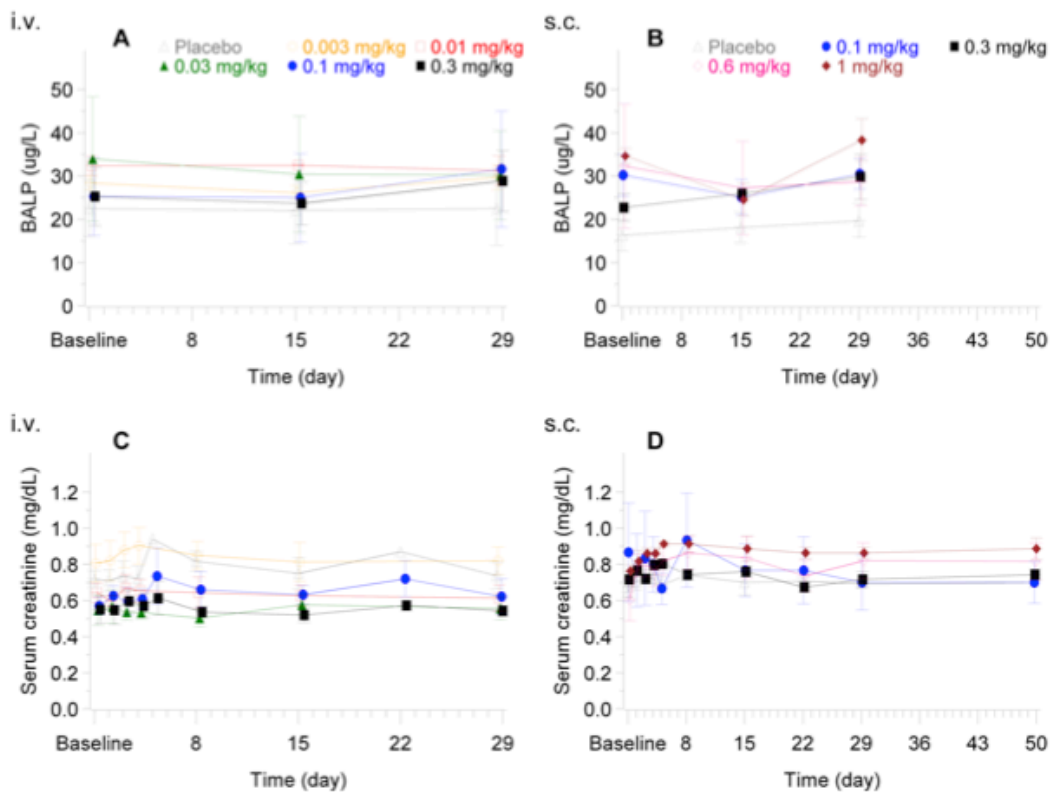 i.v.
A
Placebo 0.003 mg/kg 0.01 mg/kg
0.03 mg/kg 0.1 mg/kg 0.3 mg/kg
BALP (ug/L)
50
40
30
20
10
0
Baseline 8 15 22 29
Time (day)
s.c.
B
Placebo 0.1 mg/kg 0.3 mg/kg
0.6 mg/kg 1 mg/kg
BALP (ug/L)
50
40
30
20
10
0
Baseline 8 15 22 29 36 43 50
Time (day)
i.v.
C
Serum creatinine (mg/dL)
1.2
1.0
0.8
0.6
0.4
0.2
0.0
Baseline 8 15 22 29
Time (day)
s.c.
D
Serum creatinine (mg/dL)
1.2
1.0
0.8
0.6
0.4
0.2
0.0
Baseline 8 15 22 29 36 43 50
Time (day)